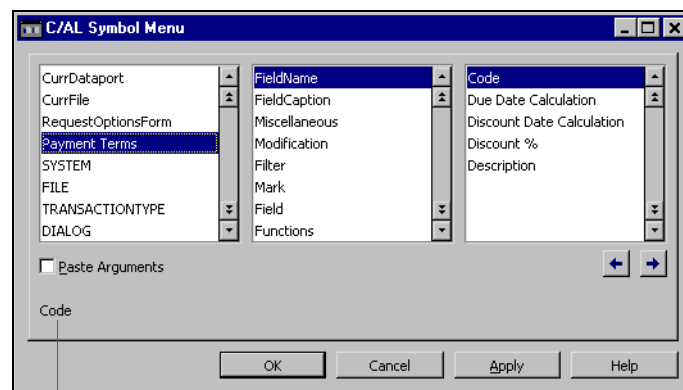 C/AL Symbol Menu
CurrDataport
CurrFile
RequestOptionsForm
Payment Terms
SYSTEM
FILE
TRANSACTIONTYPE
DIALOG
FieldName
FieldCaption
Miscellaneous
Modification
Filter
Mark
Field
Functions
Code
Due Date Calculation
Discount Date Calculation
Discount %
Description
Paste Arguments
Code
OK Cancel Apply Help